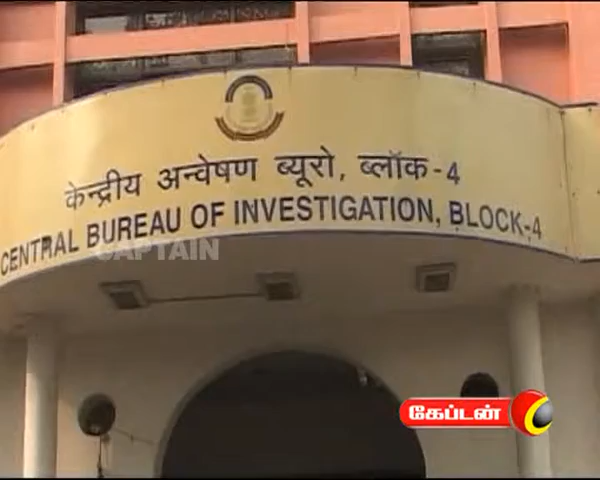 केन्द्रीय अन्वेषण ब्यूरो, ब्लॉक - 4
CENTRAL BUREAU OF INVESTIGATION, BLOCK-4
CAPTAIN
கேப்டன்